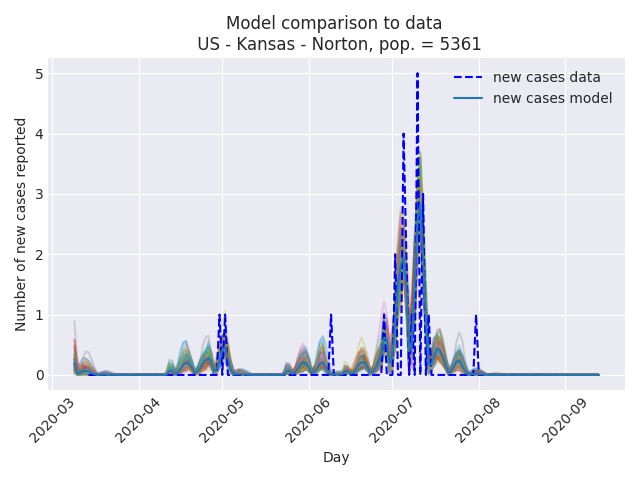 Model comparison to data
US - Kansas - Norton, pop. = 5361
new cases data
new cases model
Number of new cases reported
5
4
3
2
1
0
2020-03
2020-04
2020-05
2020-06
2020-07
2020-08
2020-09
Day